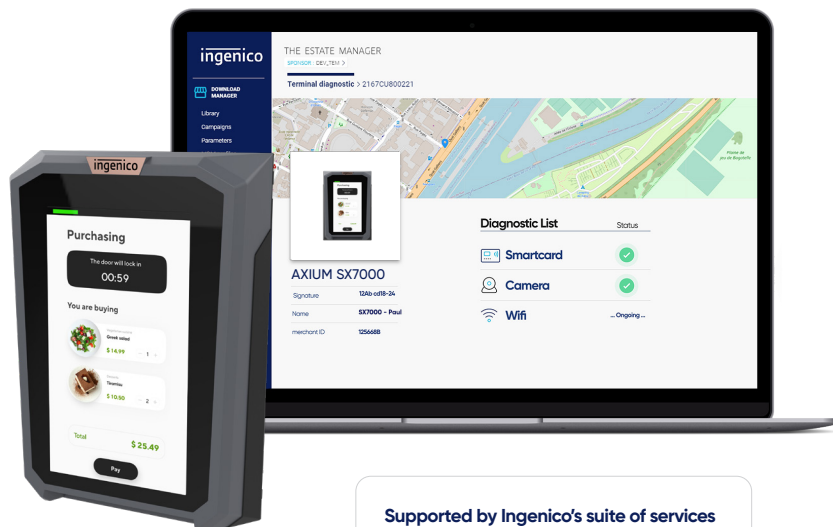 ingenico
THE ESTATE MANAGER
SPONSOR DEV_TEM >
DOWNLOAD
MANAGER
Terminal diagnostic > 2167CU800221
Library
Campaigns
Parameters
Diagnostic List
Status
Smartcard
Camera
Wifi
... Ongoing ...
AXIUM SX7000
Signature
12Ab cd18-24
Name
SX7000 - Paul
merchant ID
125668B
ingenico
Purchasing
The door will lock in
00:59
You are buying
Greek salad
$ 14.99
- 1 +
Tiramisu
$ 10.50
- 2 +
Total
$ 25.49
Pay
Supported by Ingenico’s suite of services